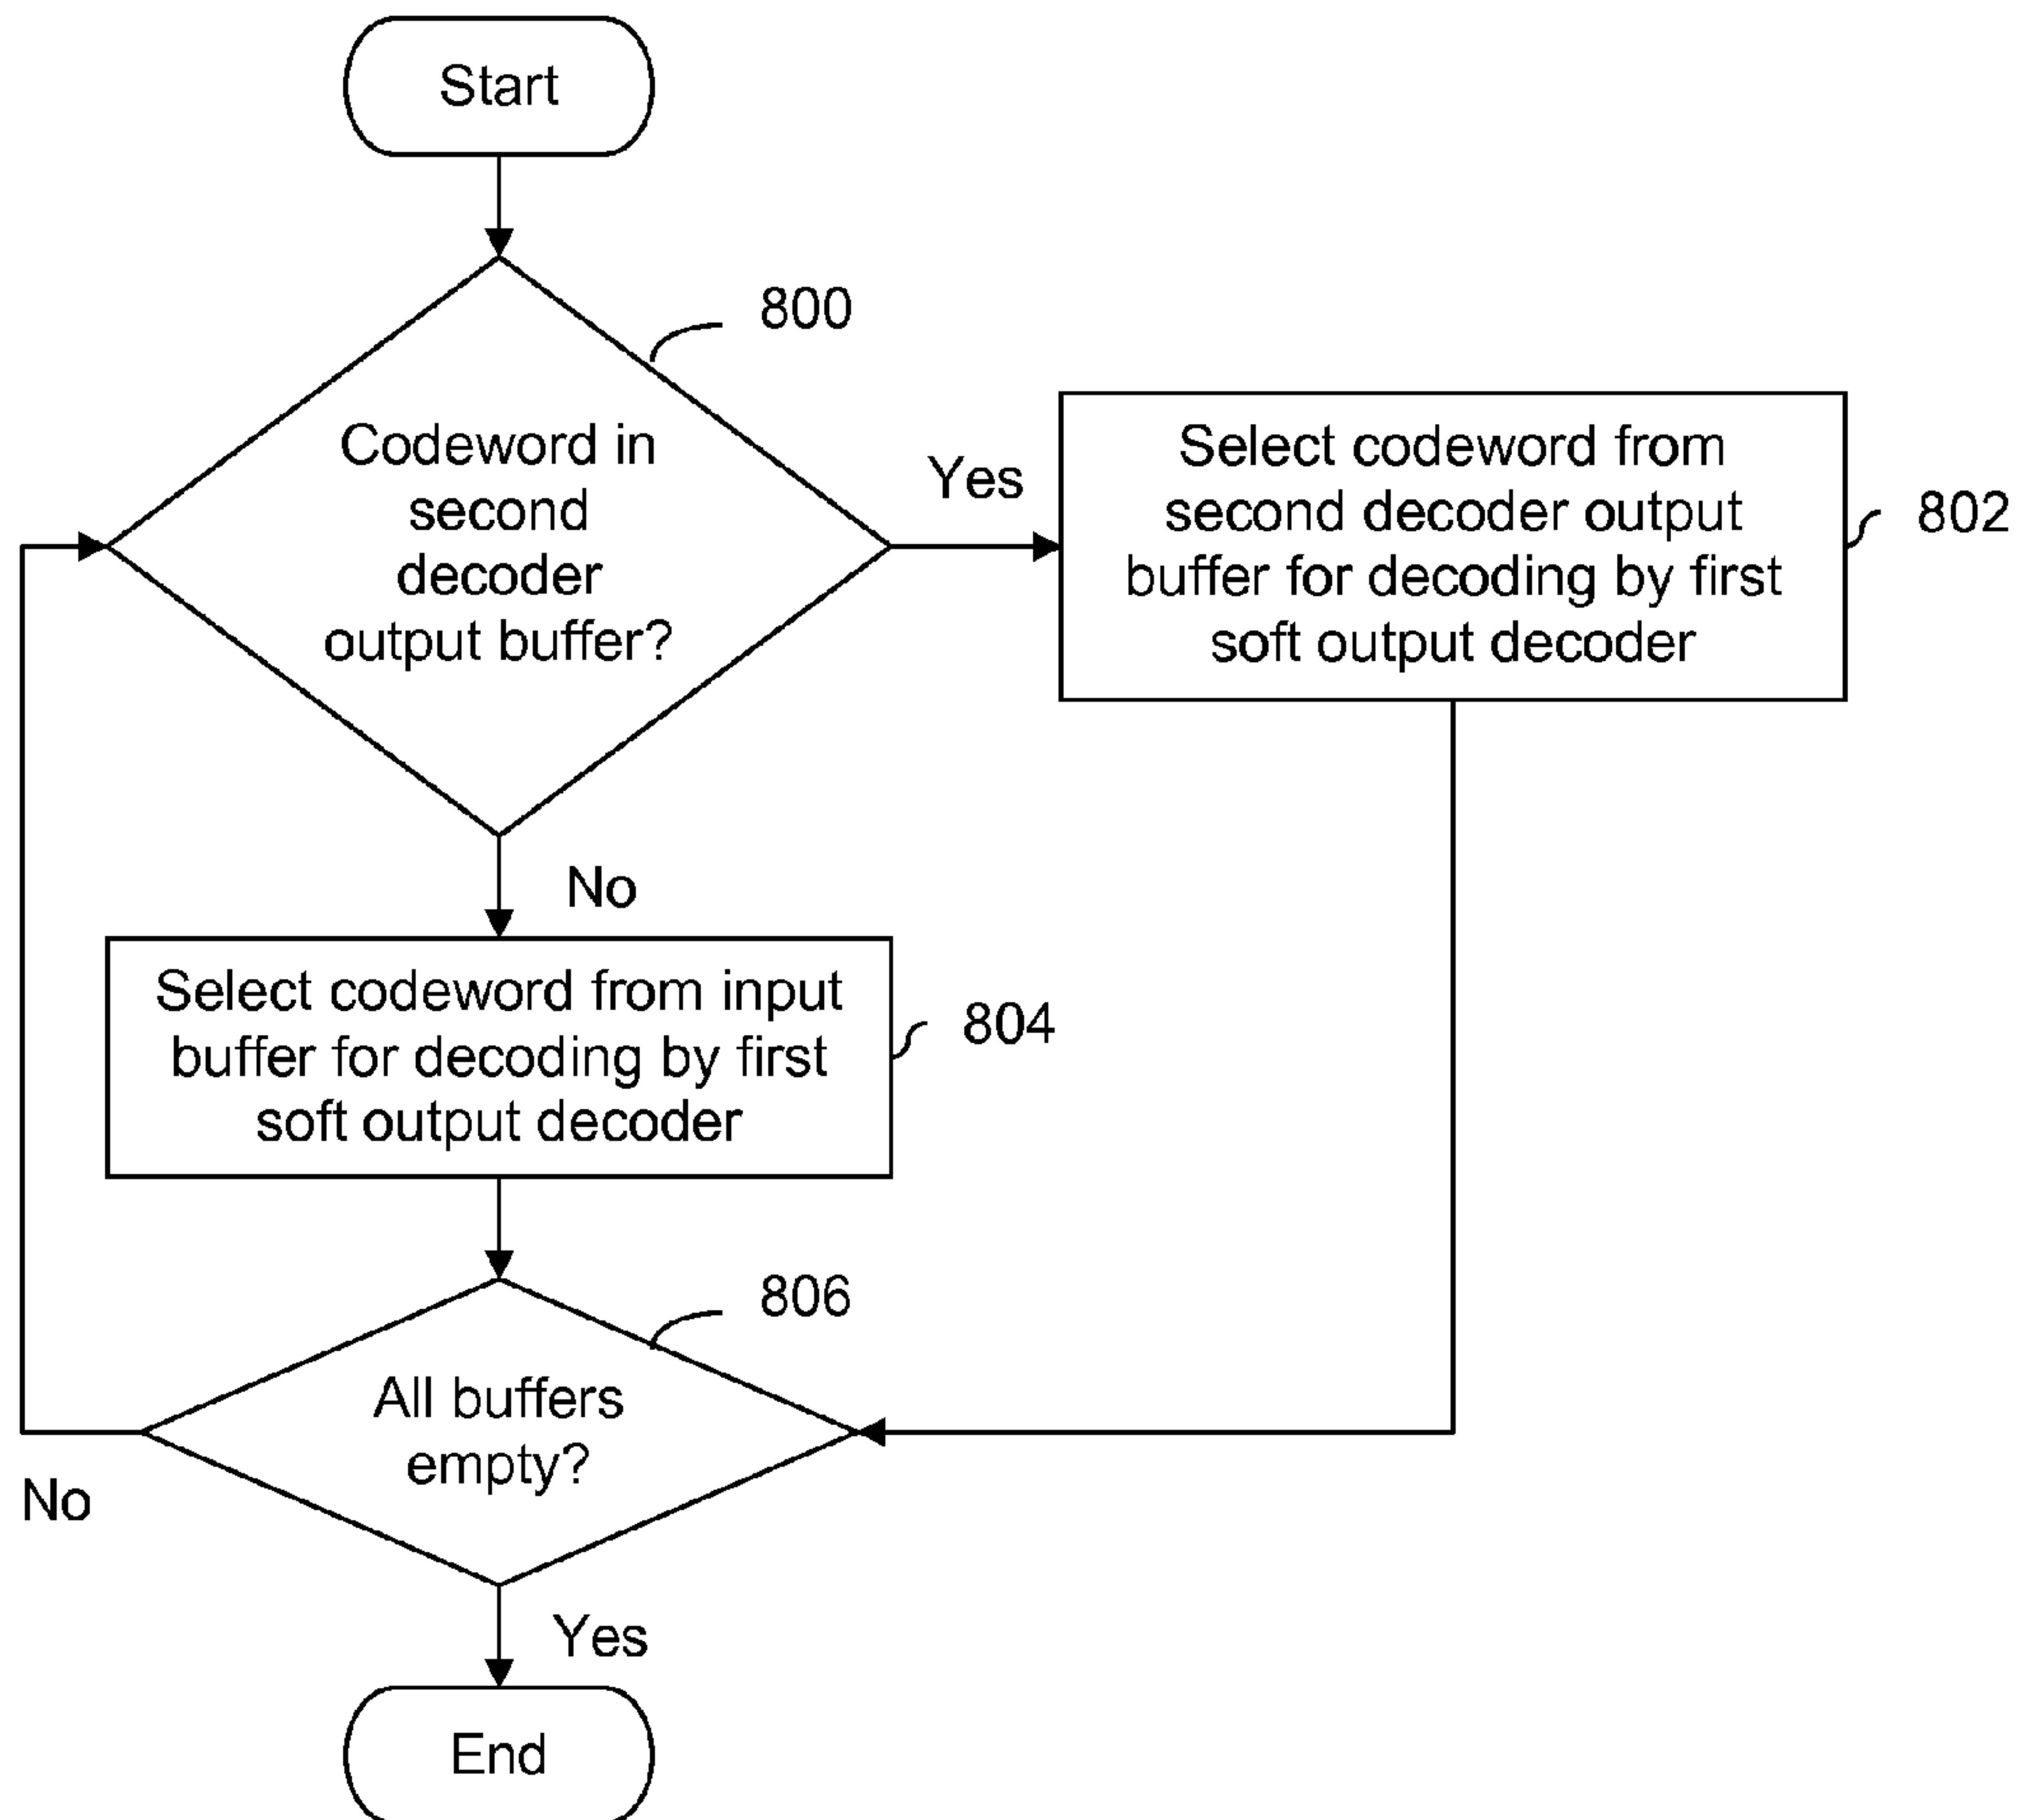 Start
800
Codeword in
second
decoder
output buffer?
Yes
Select codeword from
second decoder output
buffer for decoding by first
soft output decoder
802
No
Select codeword from input
buffer for decoding by first
soft output decoder
804
806
All buffers
empty?
No
Yes
End